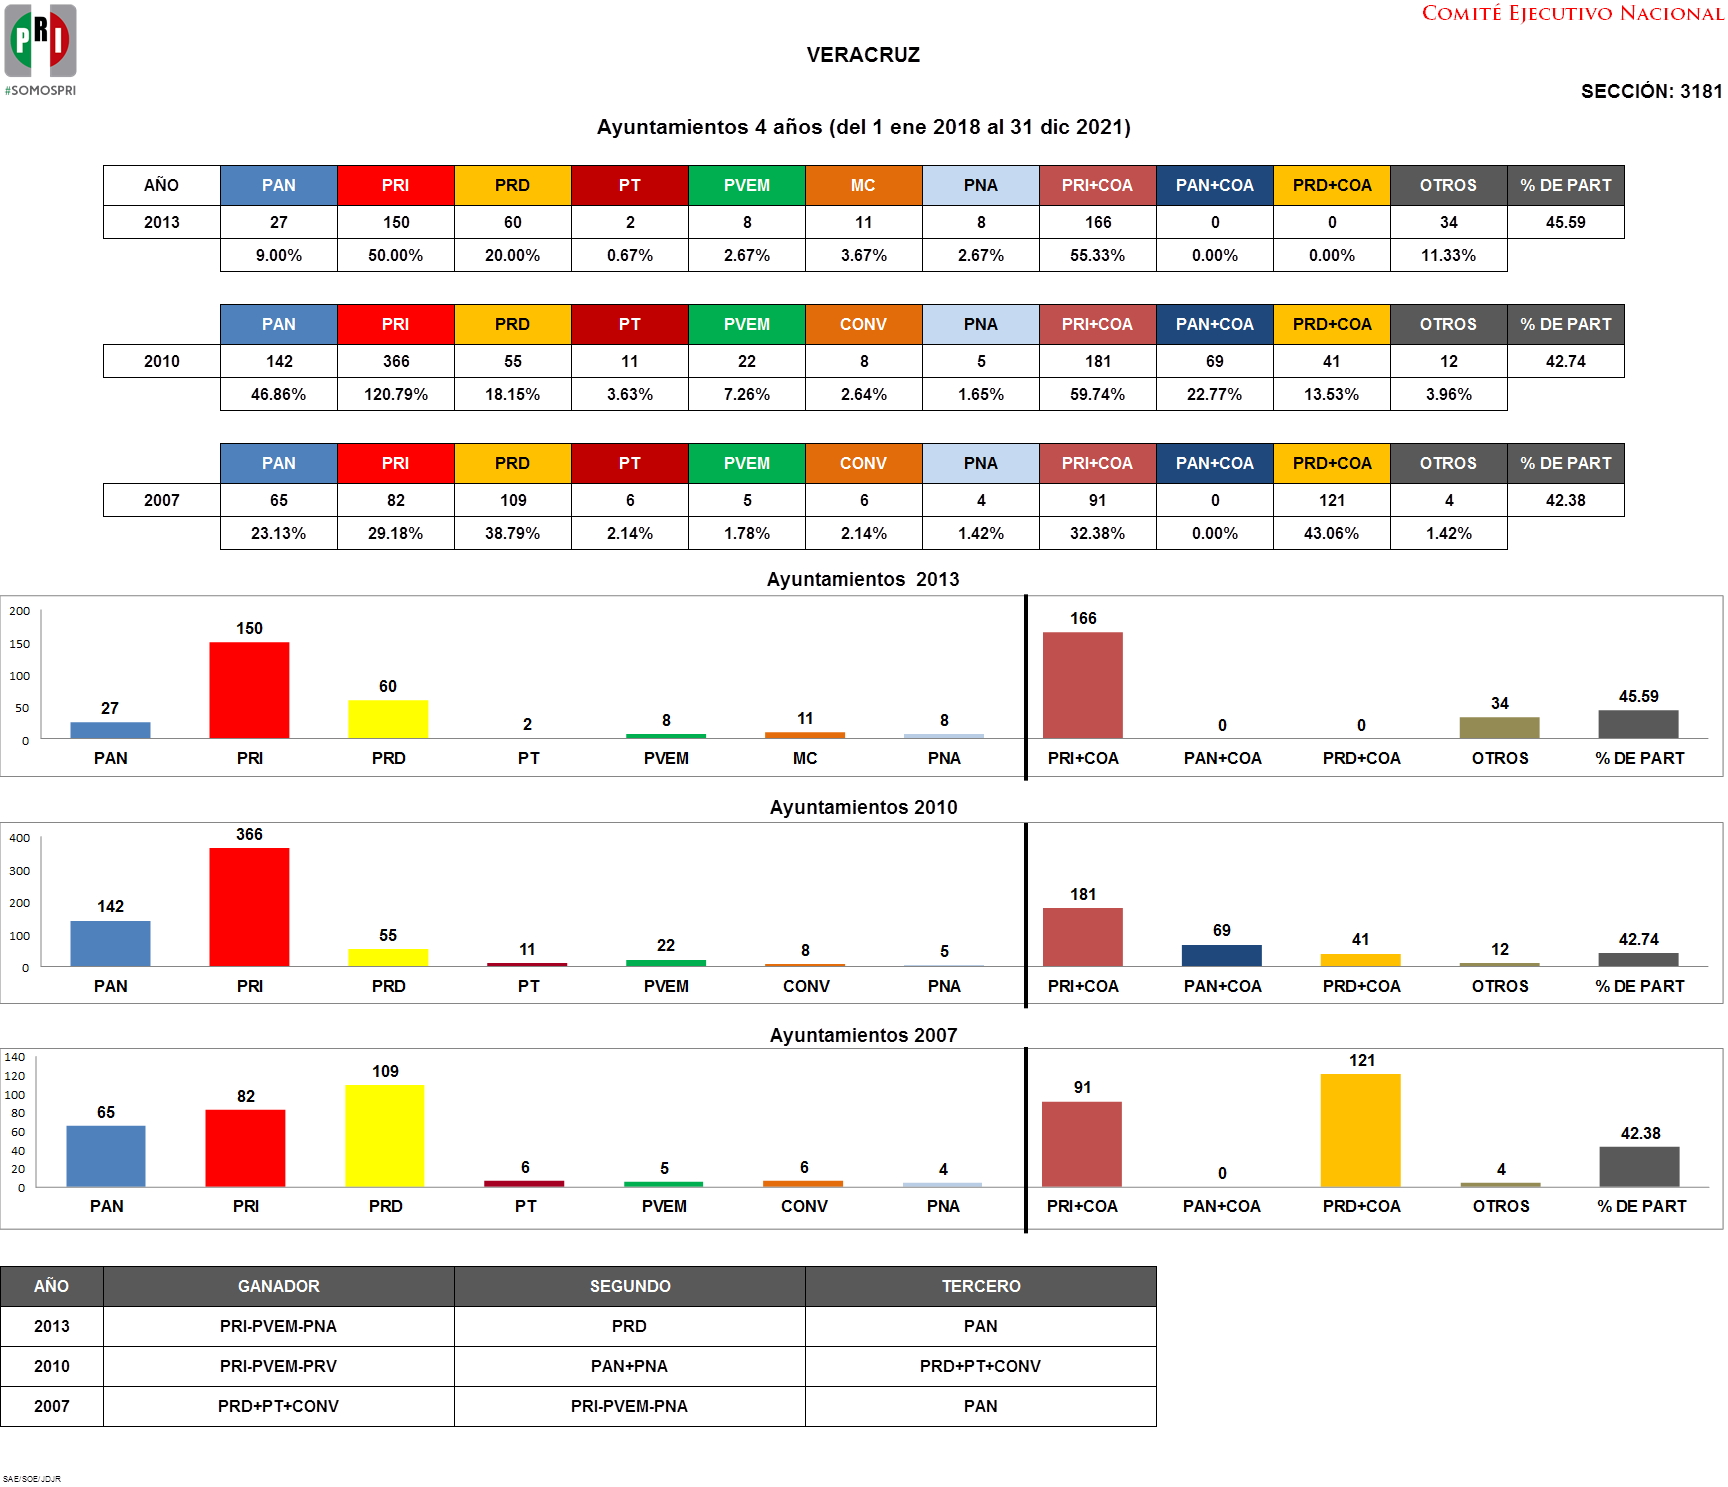 PRI
#SOMOSPRI
COMITÉ EJECUTIVO NACIONAL
VERACRUZ
SECCIÓN: 3181
Ayuntamientos 4 años (del 1 ene 2018 al 31 dic 2021)
AÑO PAN PRI PRD PT PVEM MC PNA PRI+COA PAN+COA PRD+COA OTROS % DE PART
2013 27 150 60 2 8 11 8 166 0 0 34 45.59
9.00% 50.00% 20.00% 0.67% 2.67% 3.67% 2.67% 55.33% 0.00% 0.00% 11.33%
PAN PRI PRD PT PVEM CONV PNA PRI+COA PAN+COA PRD+COA OTROS % DE PART
2010 142 366 55 11 22 8 5 181 69 41 12 42.74
46.86% 120.79% 18.15% 3.63% 7.26% 2.64% 1.65% 59.74% 22.77% 13.53% 3.96%
PAN PRI PRD PT PVEM CONV PNA PRI+COA PAN+COA PRD+COA OTROS % DE PART
2007 65 82 109 6 5 6 4 91 0 121 4 42.38
23.13% 29.18% 38.79% 2.14% 1.78% 2.14% 1.42% 32.38% 0.00% 43.06% 1.42%
Ayuntamientos 2013
200
150
100
50
0
27 150 60 2 8 11 8 166 0 0 34 45.59
PAN PRI PRD PT PVEM MC PNA PRI+COA PAN+COA PRD+COA OTROS % DE PART
Ayuntamientos 2010
400
300
200
100
0
142 366 55 11 22 8 5 181 69 41 12 42.74
PAN PRI PRD PT PVEM CONV PNA PRI+COA PAN+COA PRD+COA OTROS % DE PART
Ayuntamientos 2007
140
120
100
80
60
40
20
0
65 82 109 6 5 6 4 91 0 121 4 42.38
PAN PRI PRD PT PVEM CONV PNA PRI+COA PAN+COA PRD+COA OTROS % DE PART
AÑO GANADOR SEGUNDO TERCERO
2013 PRI-PVEM-PNA PRD PAN
2010 PRI-PVEM-PRV PAN+PNA PRD+PT+CONV
2007 PRD+PT+CONV PRI-PVEM-PNA PAN
SAE/SOE/JDJR